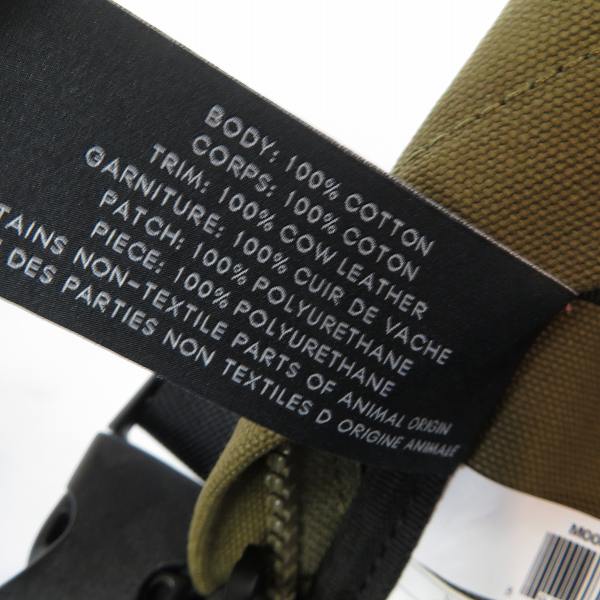 BODY: 100% COTTON
CORPS: 100% COTON
TRIM: 100% COW LEATHER
GARNITURE: 100% CUIR DE VACHE
PATCH: 100% POLYURETHANE
PIECE: 100% POLYURETHANE
TAINS NON-TEXTILE PARTS OF ANIMAL ORIGIN
DES PARTIES NON TEXTILES D ORIGINE ANIMALE
M00